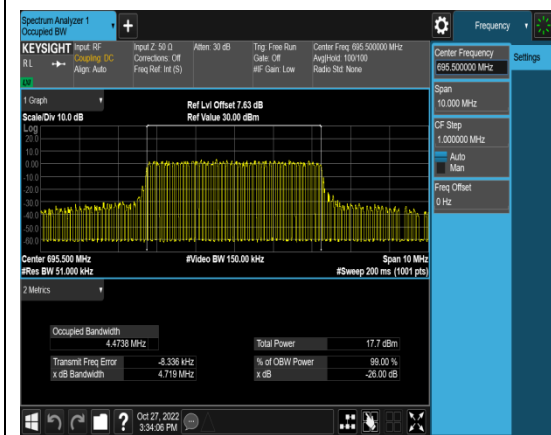 Spectrum Analyzer 1
Occupied BW
Frequency
KEYSIGHT
R L
Input: RF
Coupling: DC
Align: Auto
Input Z: 50 Ω
Corrections: Off
Freq Ref: Int (S)
Atten: 30 dB
Trig: Free Run
Gate: Off
#IF Gain: Low
Center Freq: 695.500000 MHz
Avg|Hold: 100/100
Radio Std: None
Center Frequency
695.500000 MHz
Settings
Span
10.000 MHz
CF Step
1.000000 MHz
Auto
Man
Freq Offset
0 Hz
1 Graph
Scale/Div 10.0 dB
Ref Lvl Offset 7.63 dB
Ref Value 30.00 dBm
Log
20.0
10.0
0.00
-10.0
-20.0
-30.0
-40.0
-50.0
-60.0
Center 695.500 MHz
#Video BW 150.00 kHz
Span 10 MHz
#Res BW 51.000 kHz
#Sweep 200 ms (1001 pts)
2 Metrics
Occupied Bandwidth
4.4738 MHz
Total Power
17.7 dBm
Transmit Freq Error
-8.336 kHz
% of OBW Power
99.00 %
x dB Bandwidth
4.719 MHz
x dB
-26.00 dB
Oct 27, 2022
3:34:06 PM